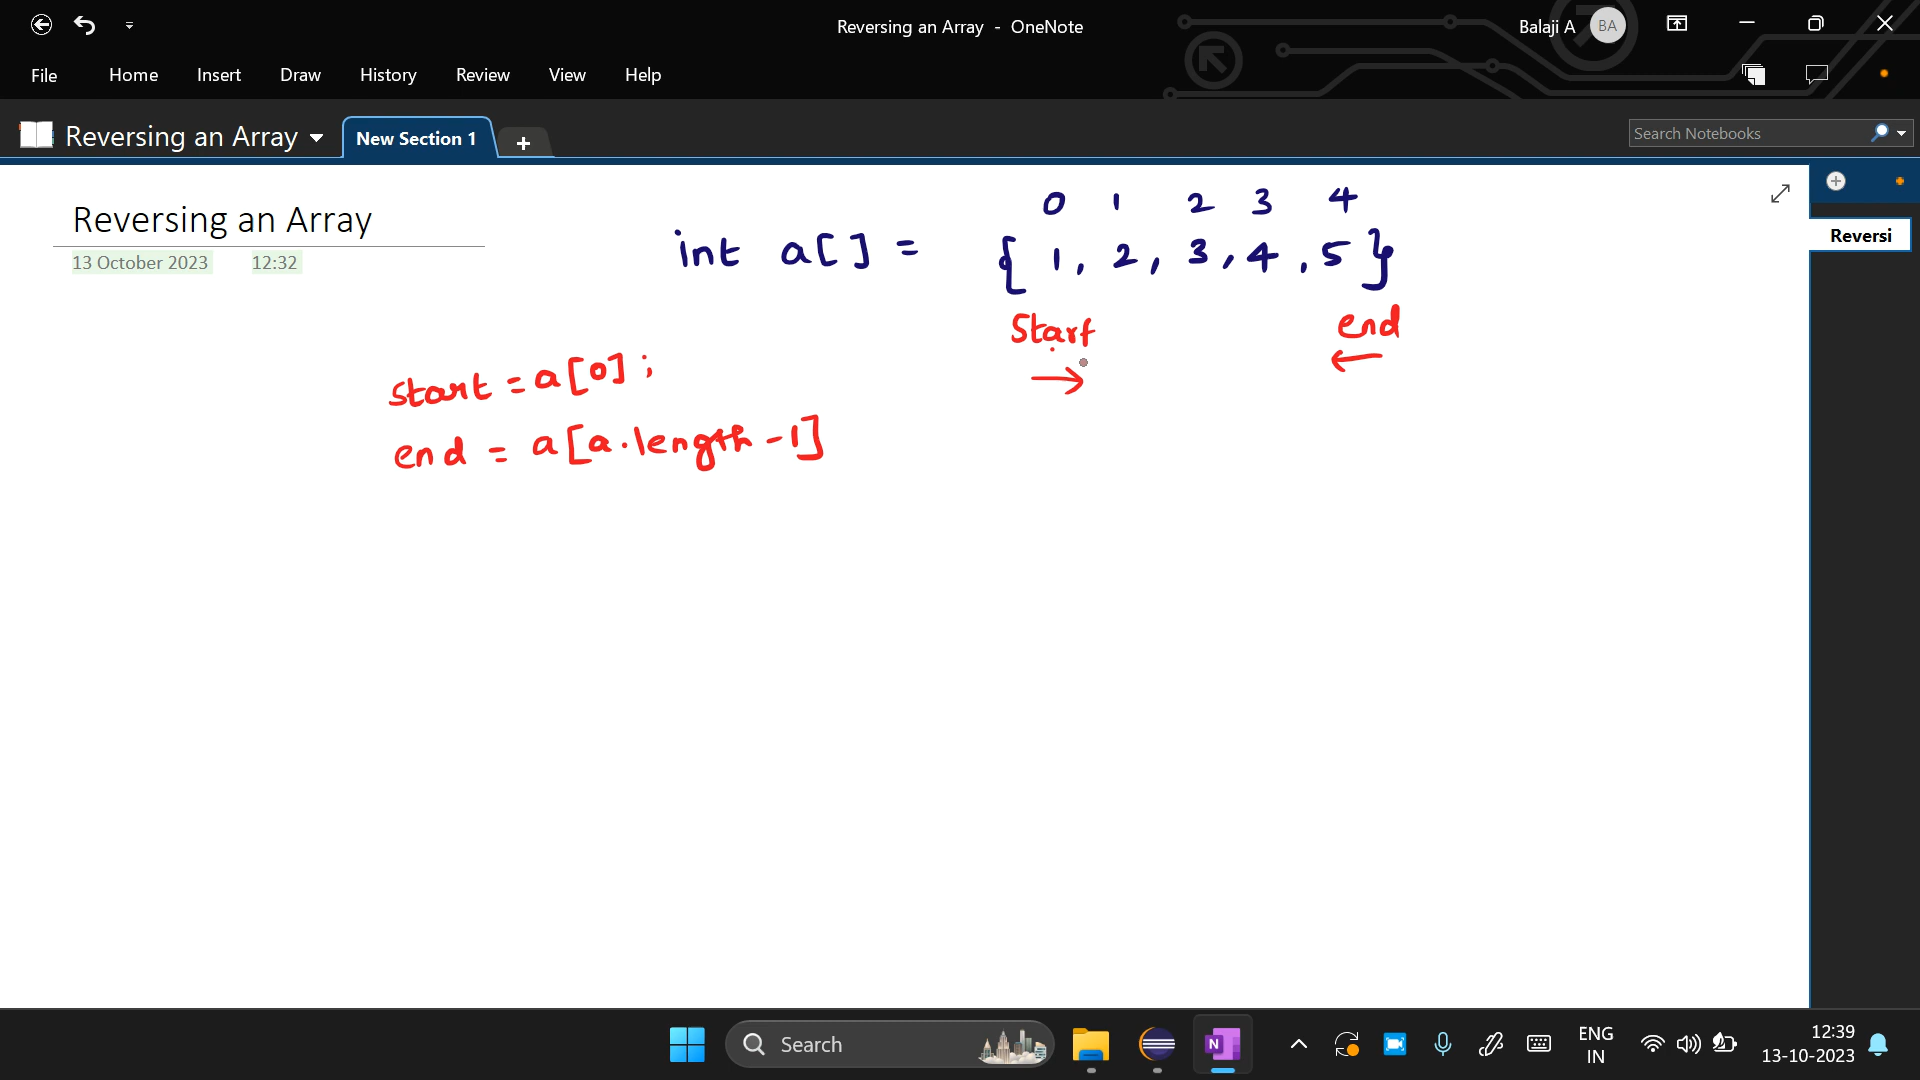 Reversing an Array - OneNote
Balaji A
BA
File Home Insert Draw History Review View Help
Reversing an Array
New Section 1
+
Search Notebooks
Reversing an Array
13 October 2023 12:32
Reversi
0 1 2 3 4
int a[] = { 1, 2, 3, 4, 5 }
Start end
start = a[0];
end = a[a.length-1]
Search
N
ENG
IN
12:39
13-10-2023